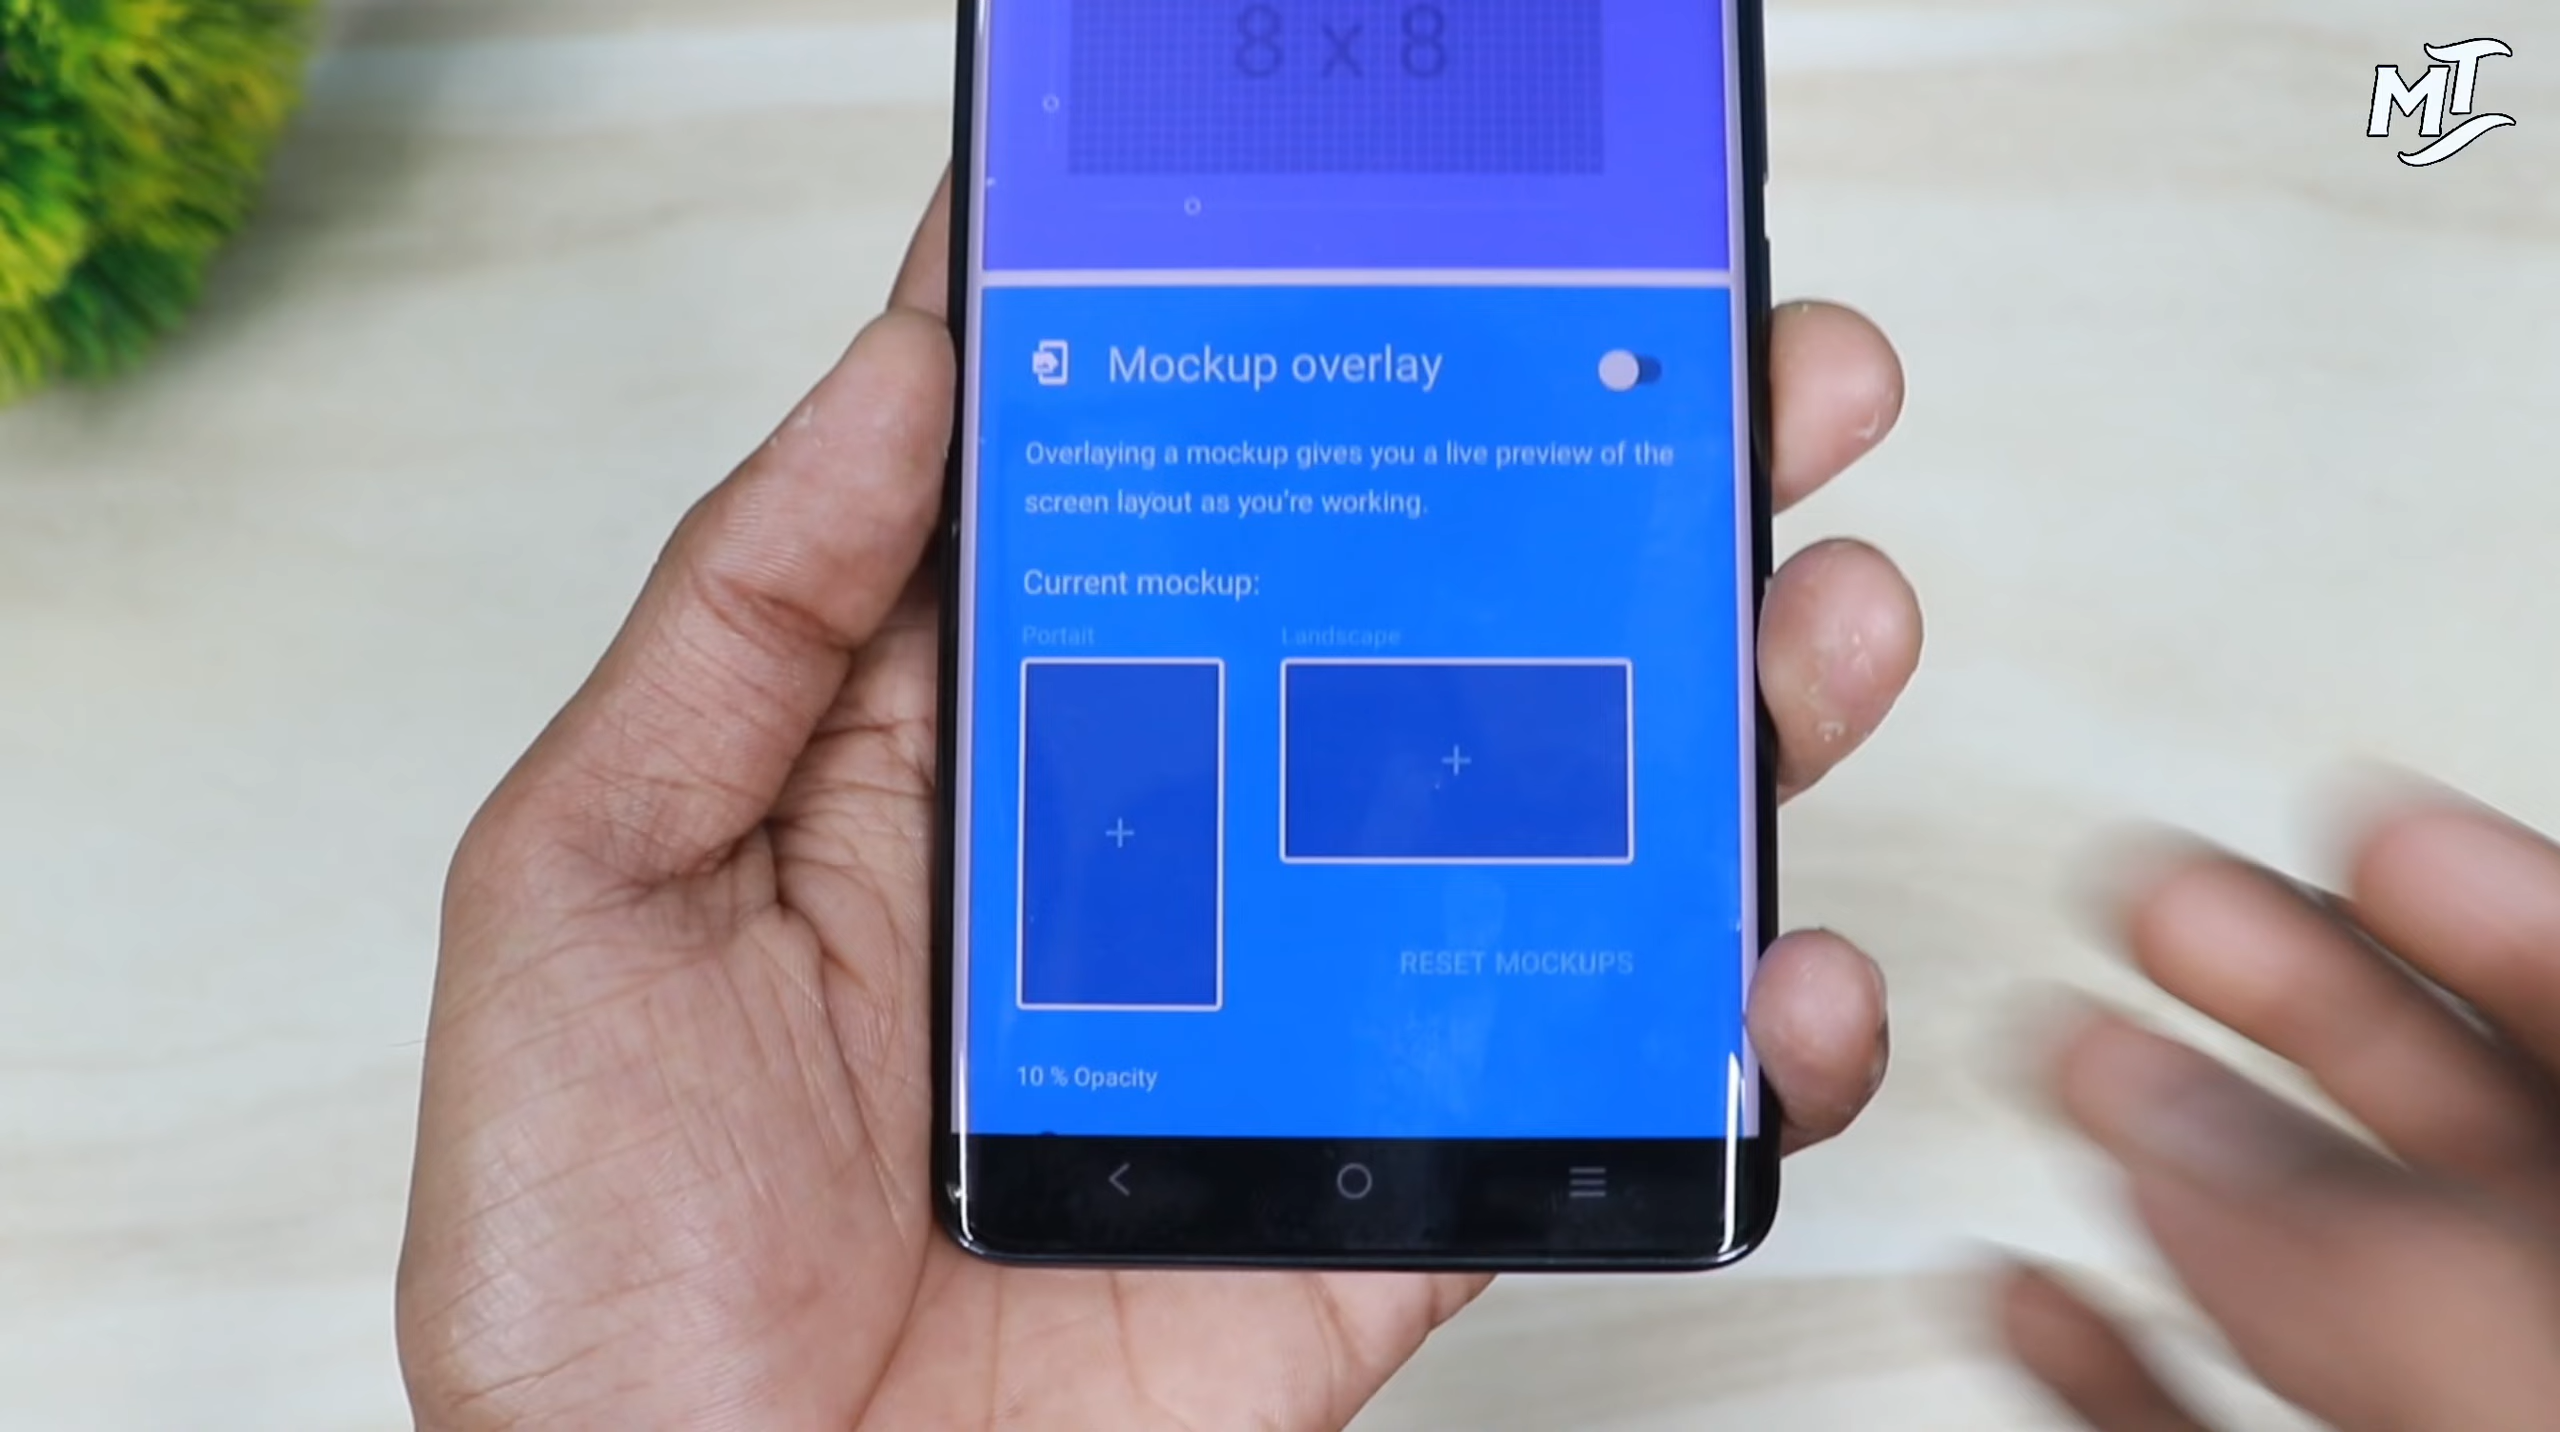 MT
8 x 8
Mockup overlay
Overlaying a mockup gives you a live preview of the
screen layout as you're working.
Current mockup:
Portait
Landscape
RESET MOCKUPS
10 % Opacity